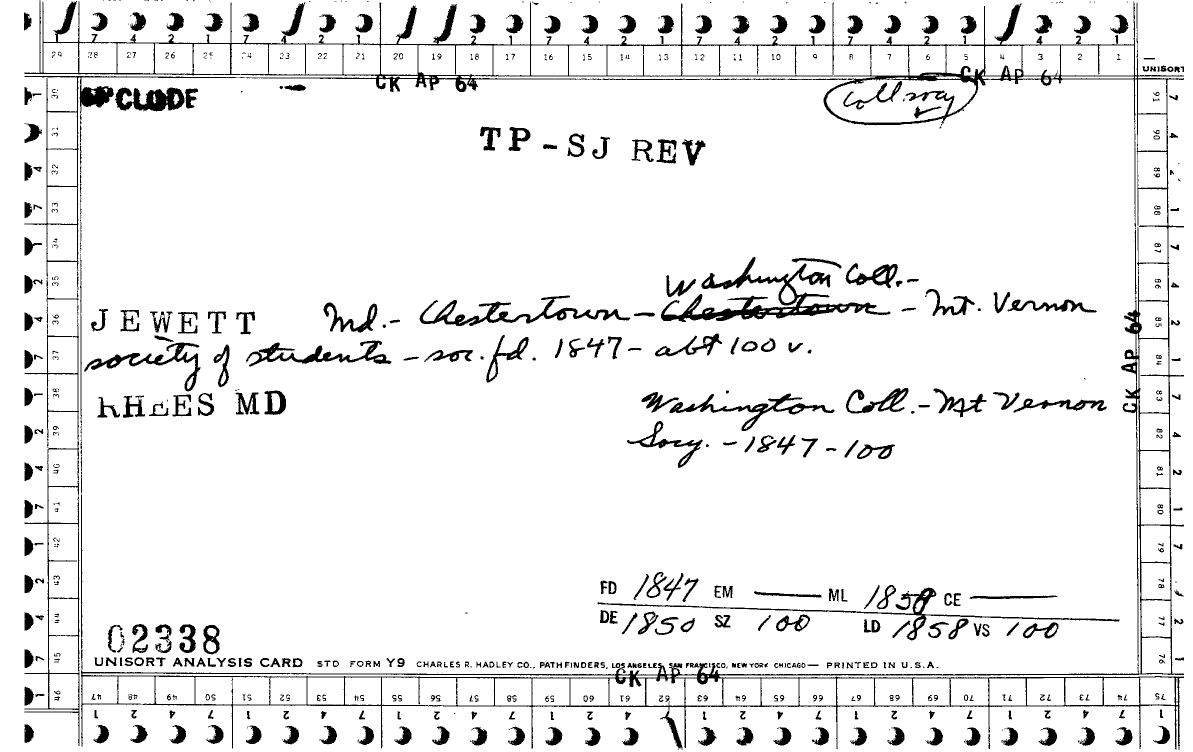 7 4 2 1 7 4 2 1 7 4 2 1 7 4 2 1
29 28 27 26 25 24 23 22 21 20 19 18 17 16 15 14 13 12 11 10 9 8 7 6 5 4 3 2 1
UNISORT
CK AP 64 CK AP 64
CLODE Coll socy
TP-SJ REV
Washington Coll.-
JEWETT Md.- Chestertown - Chestertown - Mt. Vernon
society of students - soc. fd. 1847 - abt 100 v.
RHEES MD Washington Coll.-Mt Vernon
Socy. - 1847 - 100
CK AP 64
FD 1847 EM ML 1858 CE
DE 1850 SZ 100 LD 1858 VS 100
02338
UNISORT ANALYSIS CARD STD FORM Y9 CHARLES R. HADLEY CO., PATHFINDERS, LOS ANGELES, SAN FRANCISCO, NEW YORK CHICAGO — PRINTED IN U.S.A.
CK AP 64
47 48 49 50 51 52 53 54 55 56 57 58 59 60 61 62 63 64 65 66 67 68 69 70 71 72 73 74 75
1 2 4 7 1 2 4 7 1 2 4 7 1 2 4
30 31 32 33 34 35 36 37 38 39 40 41 42 43 44 45 46
91 90 89 88 87 86 85 84 83 82 81 80 79 78 77 76